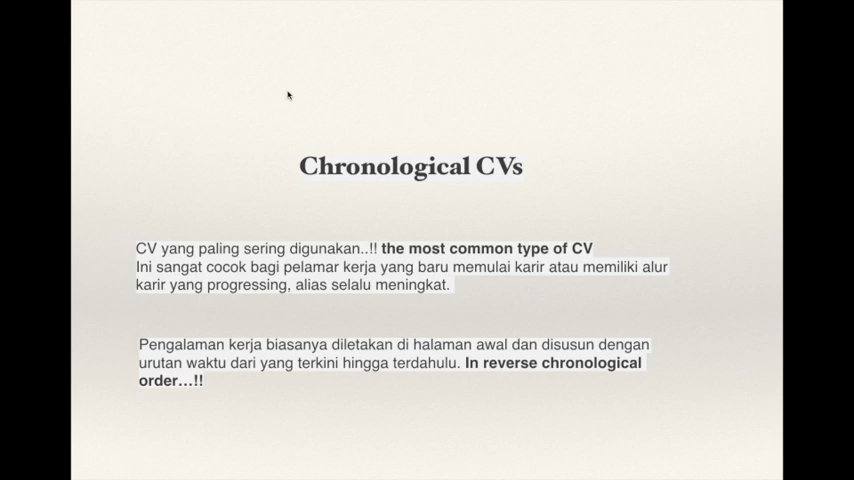 Chronological CVs
CV yang paling sering digunakan..!! the most common type of CV
Ini sangat cocok bagi pelamar kerja yang baru memulai karir atau memiliki alur
karir yang progressing, alias selalu meningkat.
Pengalaman kerja biasanya diletakan di halaman awal dan disusun dengan
urutan waktu dari yang terkini hingga terdahulu. In reverse chronological
order…!!